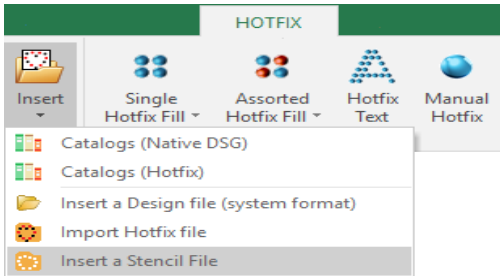 HOTFIX
Insert
Single
Hotfix Fill
Assorted
Hotfix Fill
Hotfix
Text
Manual
Hotfix
Catalogs (Native DSG)
Catalogs (Hotfix)
Insert a Design file (system format)
Import Hotfix file
Insert a Stencil File